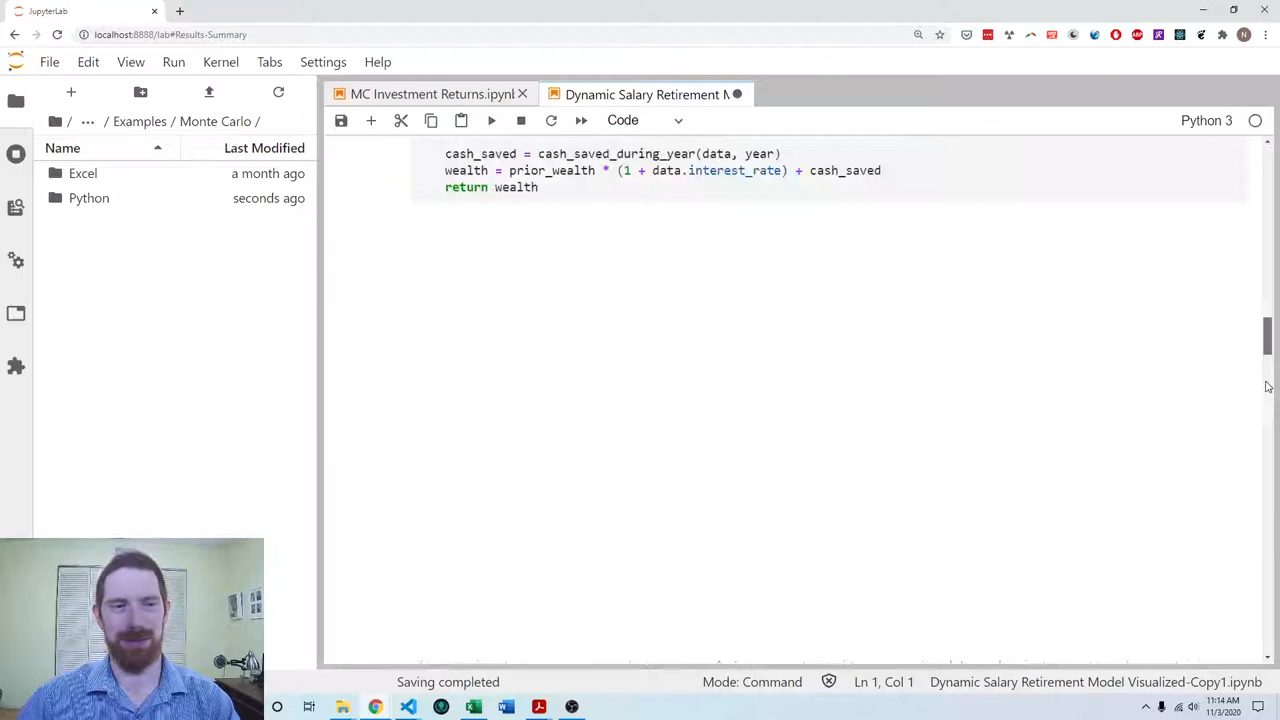 JupyterLab
localhost:8888/lab#Results-Summary
N
File Edit View Run Kernel Tabs Settings Help
MC Investment Returns.ipynb
Dynamic Salary Retirement M
/ ... / Examples / Monte Carlo /
Code
Python 3
Name
Last Modified
Excel
a month ago
Python
seconds ago
cash_saved = cash_saved_during_year(data, year)
wealth = prior_wealth * (1 + data.interest_rate) + cash_saved
return wealth
Saving completed
Mode: Command
Ln 1, Col 1
Dynamic Salary Retirement Model Visualized-Copy1.ipynb
11:14 AM
11/3/2020